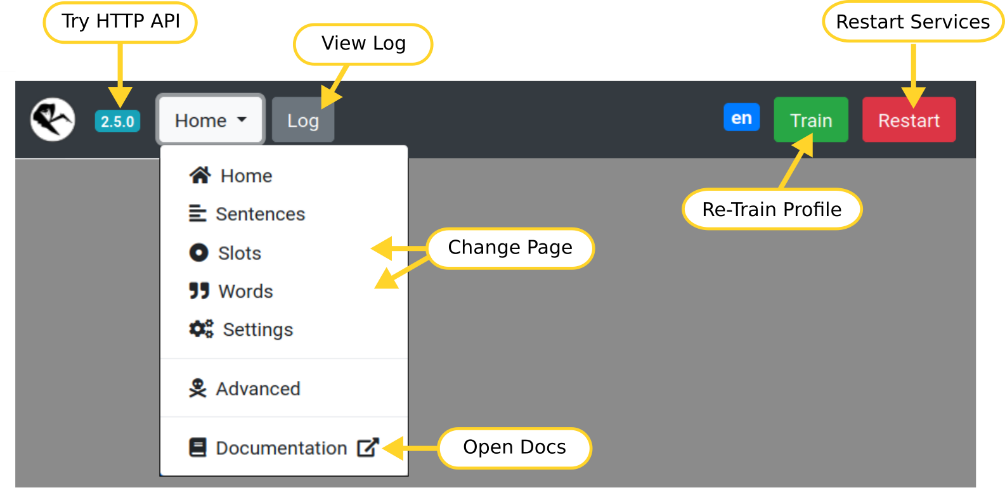 Try HTTP API
View Log
Restart Services
2.5.0
Home
Log
en
Train
Restart
Home
Sentences
Slots
Words
Settings
Advanced
Documentation
Re-Train Profile
Change Page
Open Docs